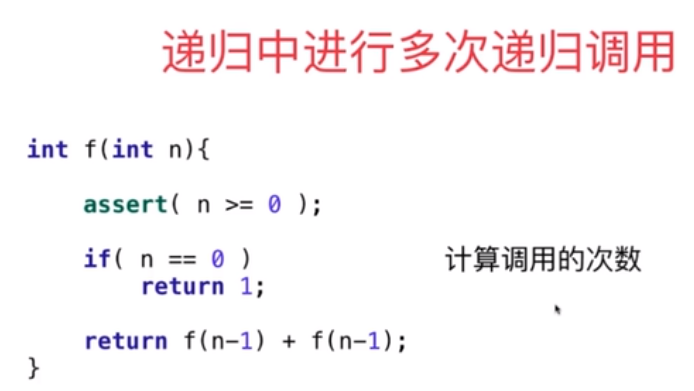 递归中进行多次递归调用
int f(int n){
assert( n >= 0 );
if( n == 0 )
计算调用的次数
return 1;
return f(n-1) + f(n-1);
}